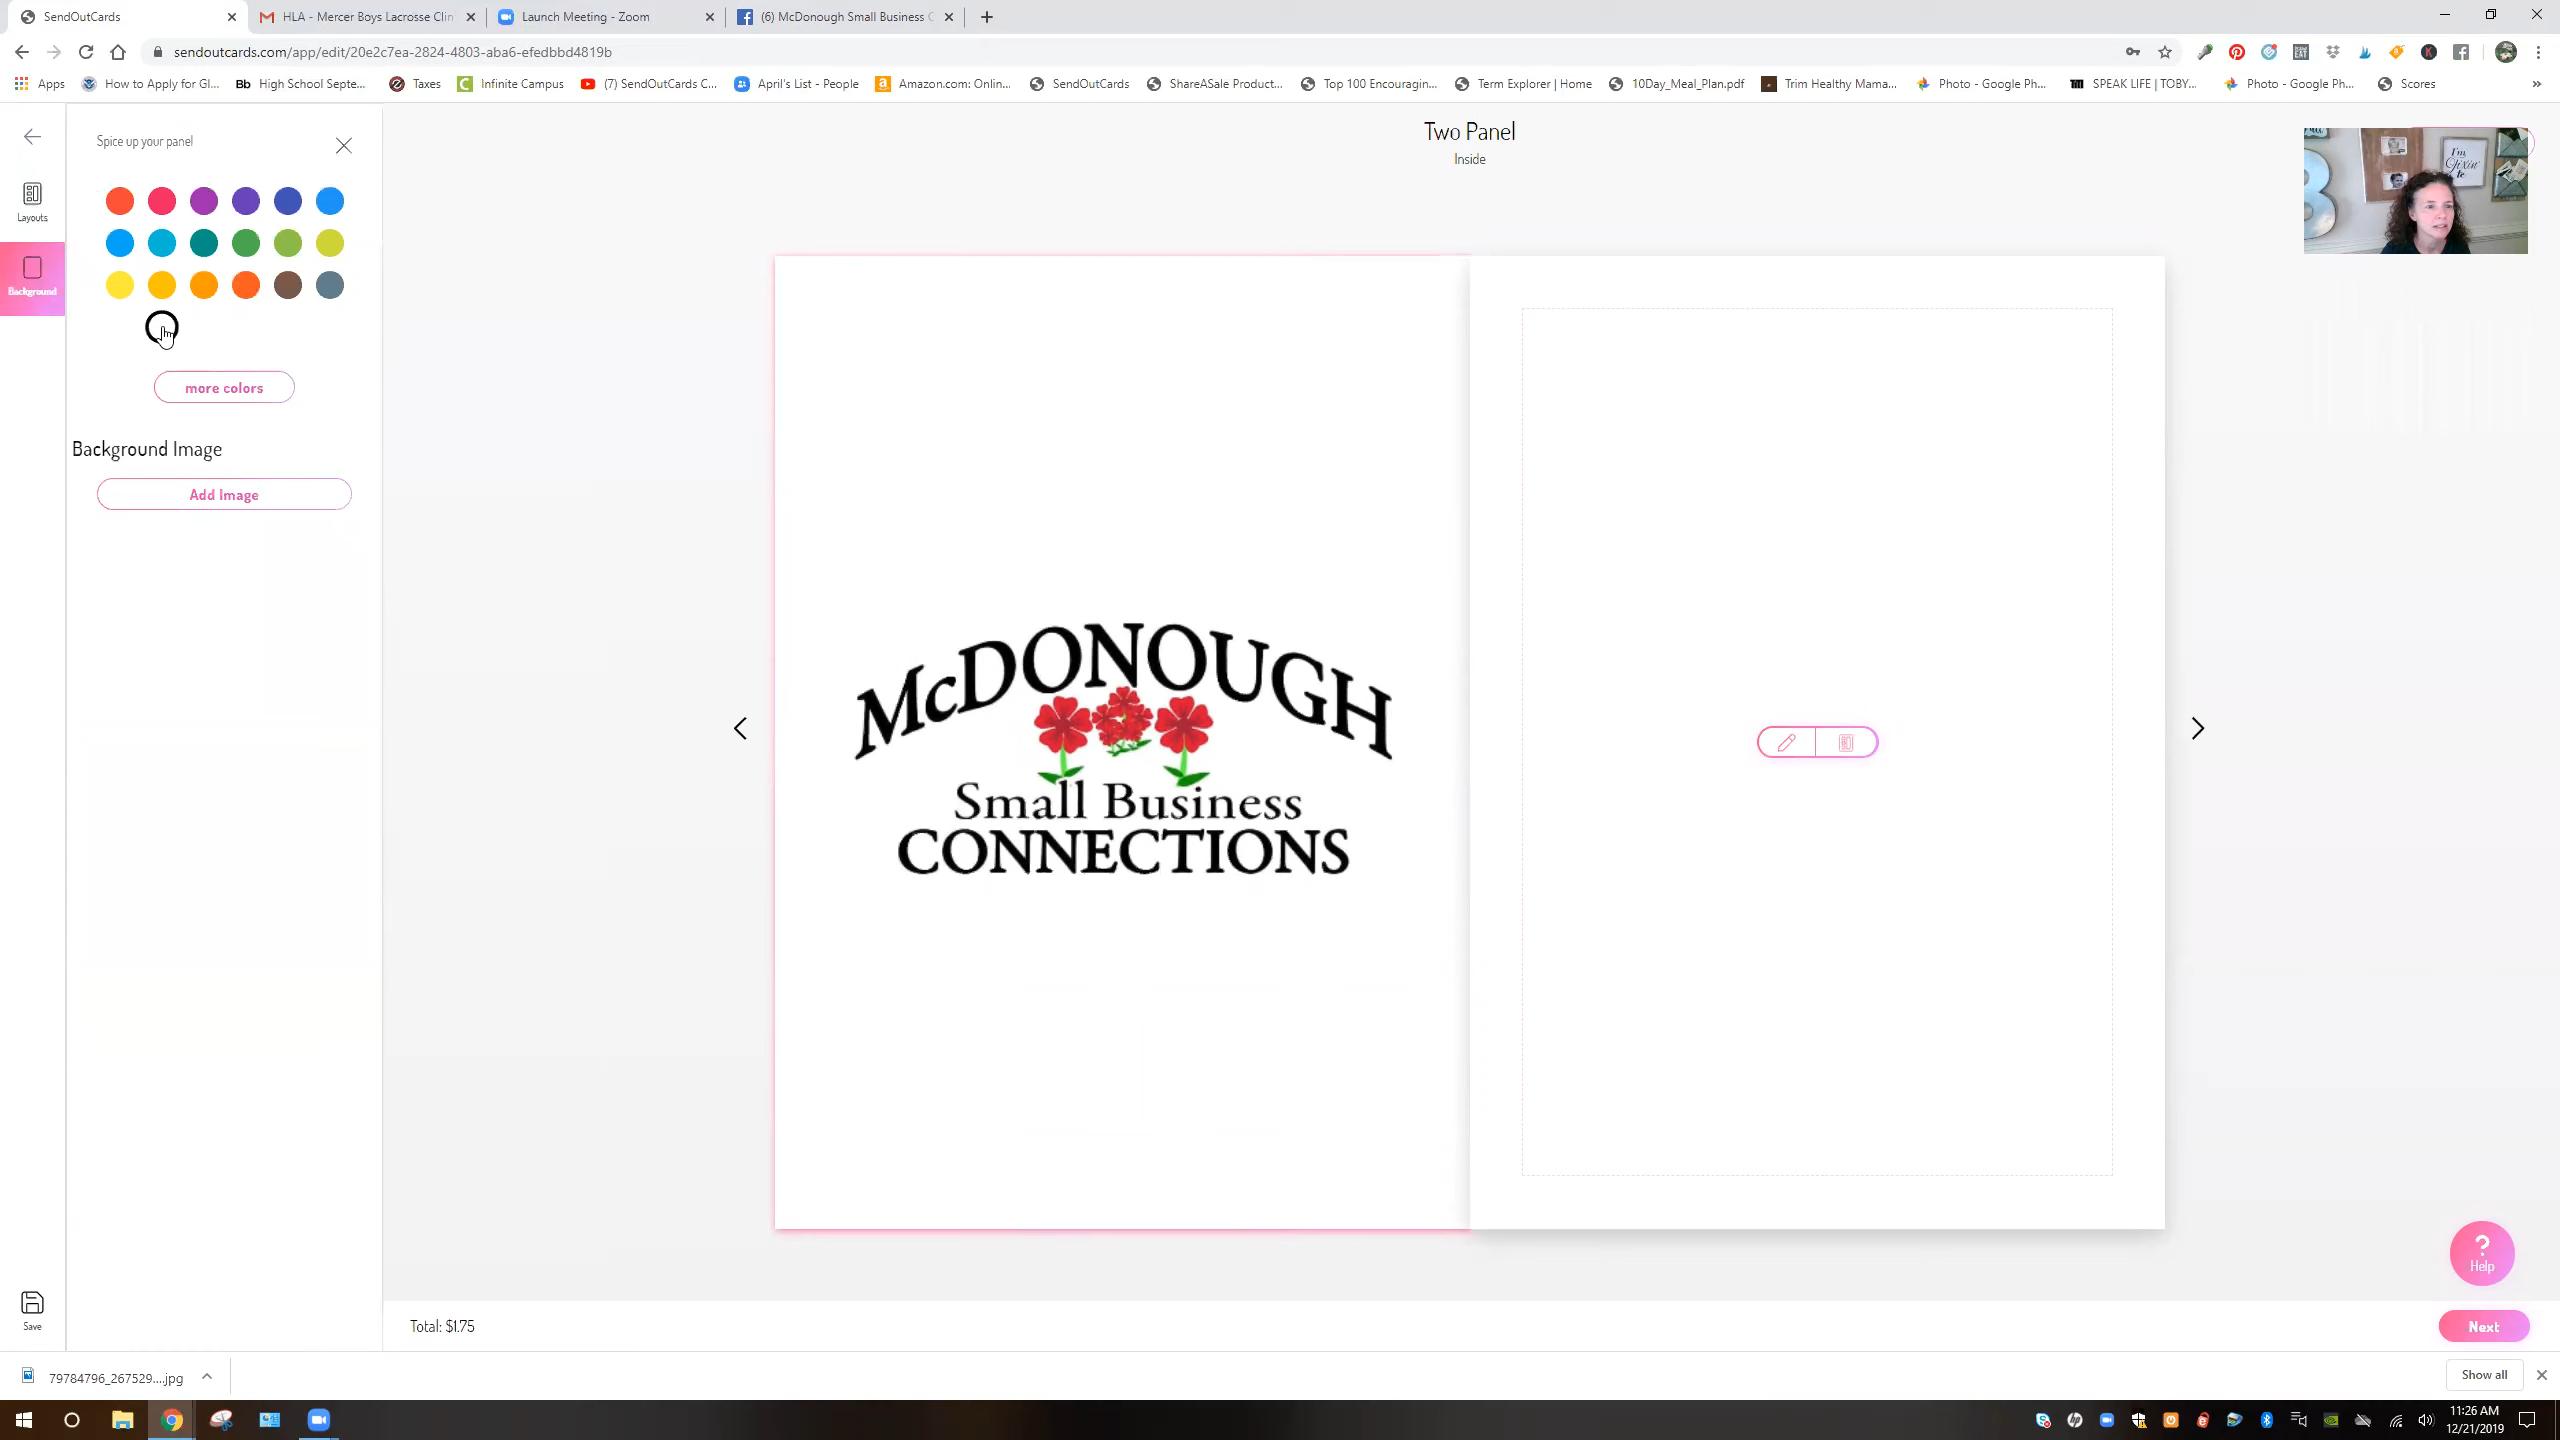 SendOutCards
HLA - Mercer Boys Lacrosse Clin
Launch Meeting - Zoom
(6) McDonough Small Business C
sendoutcards.com/app/edit/20e2c7ea-2824-4803-aba6-efedbbd4819b
Apps
How to Apply for Gl...
Bb High School Septe...
Taxes
Infinite Campus
(7) SendOutCards C...
April's List - People
Amazon.com: Onlin...
SendOutCards
ShareASale Product...
Top 100 Encouragin...
Term Explorer | Home
10Day_Meal_Plan.pdf
Trim Healthy Mama...
Photo - Google Ph...
SPEAK LIFE | TOBY...
Photo - Google Ph...
Scores
Spice up your panel
Layouts
Background
more colors
Background Image
Add Image
Two Panel
Inside
I'm
Fixin'
to
McDONOUGH
Small Business
CONNECTIONS
? Help
Save
Total: $1.75
Next
79784796_267529....jpg
Show all
11:26 AM
12/21/2019